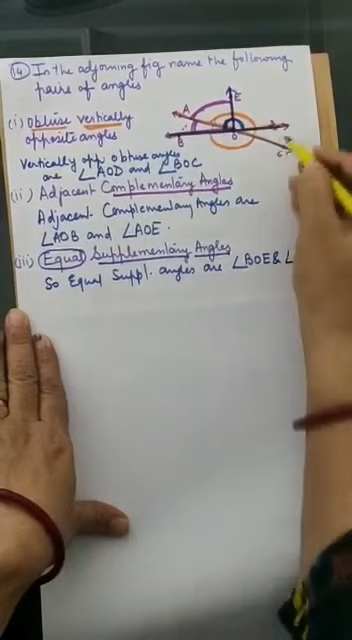 14 In the adjoining fig name the following
pairs of angles
(i) Obtuse vertically
opposite angles
Vertically opp obtuse angles
are ∠AOD and ∠BOC
(ii) Adjacent Complementary Angles
Adjacent Complementary Angles are
∠AOB and ∠AOE.
(iii) Equal Supplementary Angles
So Equal Suppl. angles are ∠BOE & ∠
A
E
B
O
C